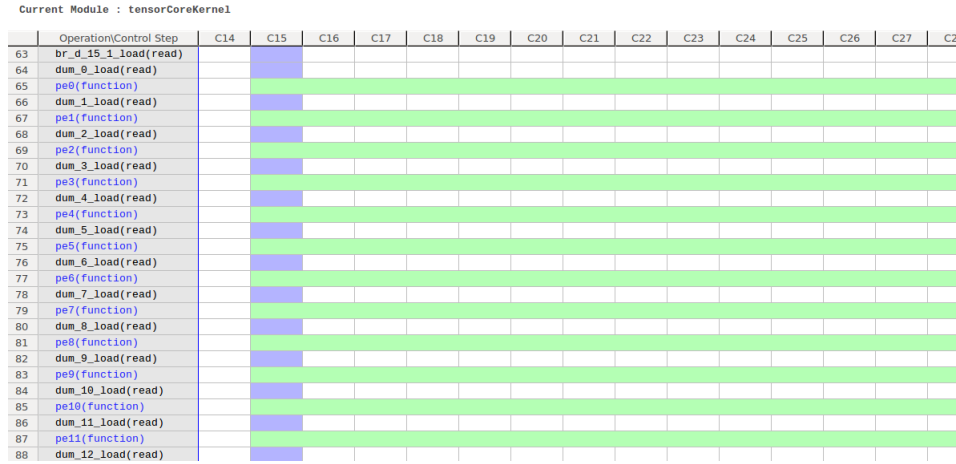 Current Module : tensorCoreKernel
Operation\Control Step C14 C15 C16 C17 C18 C19 C20 C21 C22 C23 C24 C25 C26 C27
63 br_d_15_1_load(read)
64 dum_0_load(read)
65 pe0(function)
66 dum_1_load(read)
67 pe1(function)
68 dum_2_load(read)
69 pe2(function)
70 dum_3_load(read)
71 pe3(function)
72 dum_4_load(read)
73 pe4(function)
74 dum_5_load(read)
75 pe5(function)
76 dum_6_load(read)
77 pe6(function)
78 dum_7_load(read)
79 pe7(function)
80 dum_8_load(read)
81 pe8(function)
82 dum_9_load(read)
83 pe9(function)
84 dum_10_load(read)
85 pe10(function)
86 dum_11_load(read)
87 pe11(function)
88 dum_12_load(read)